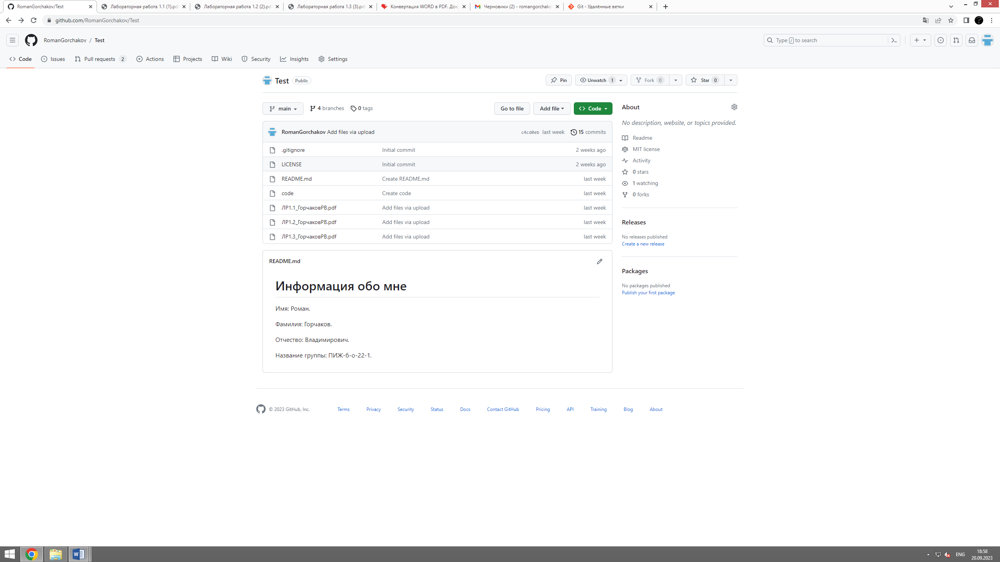 RomanGorchakov/Test
Лабораторная работа 1.1 (1).pd
Лабораторная работа 1.2 (2).pd
Лабораторная работа 1.3 (3).pd
Конвертация WORD в PDF. Док
Черновики (2) - romangorchako
Git - Удалённые ветки
github.com/RomanGorchakov/Test
RomanGorchakov / Test
Type / to search
Code
Issues
Pull requests 2
Actions
Projects
Wiki
Security
Insights
Settings
Test Public
Pin
Unwatch 1
Fork 0
Star 0
main
4 branches
0 tags
Go to file
Add file
Code
RomanGorchakov Add files via upload c4cd0eb last week 15 commits
.gitignore Initial commit 2 weeks ago
LICENSE Initial commit 2 weeks ago
README.md Create README.md last week
code Create code last week
ЛР1.1_ГорчаковРВ.pdf Add files via upload last week
ЛР1.2_ГорчаковРВ.pdf Add files via upload last week
ЛР1.3_ГорчаковРВ.pdf Add files via upload last week
README.md
Информация обо мне
Имя: Роман.
Фамилия: Горчаков.
Отчество: Владимирович.
Название группы: ПИЖ-б-о-22-1.
About
No description, website, or topics provided.
Readme
MIT license
Activity
0 stars
1 watching
0 forks
Releases
No releases published
Create a new release
Packages
No packages published
Publish your first package
© 2023 GitHub, Inc.
Terms
Privacy
Security
Status
Docs
Contact GitHub
Pricing
API
Training
Blog
About
ENG
18:58
20.09.2023